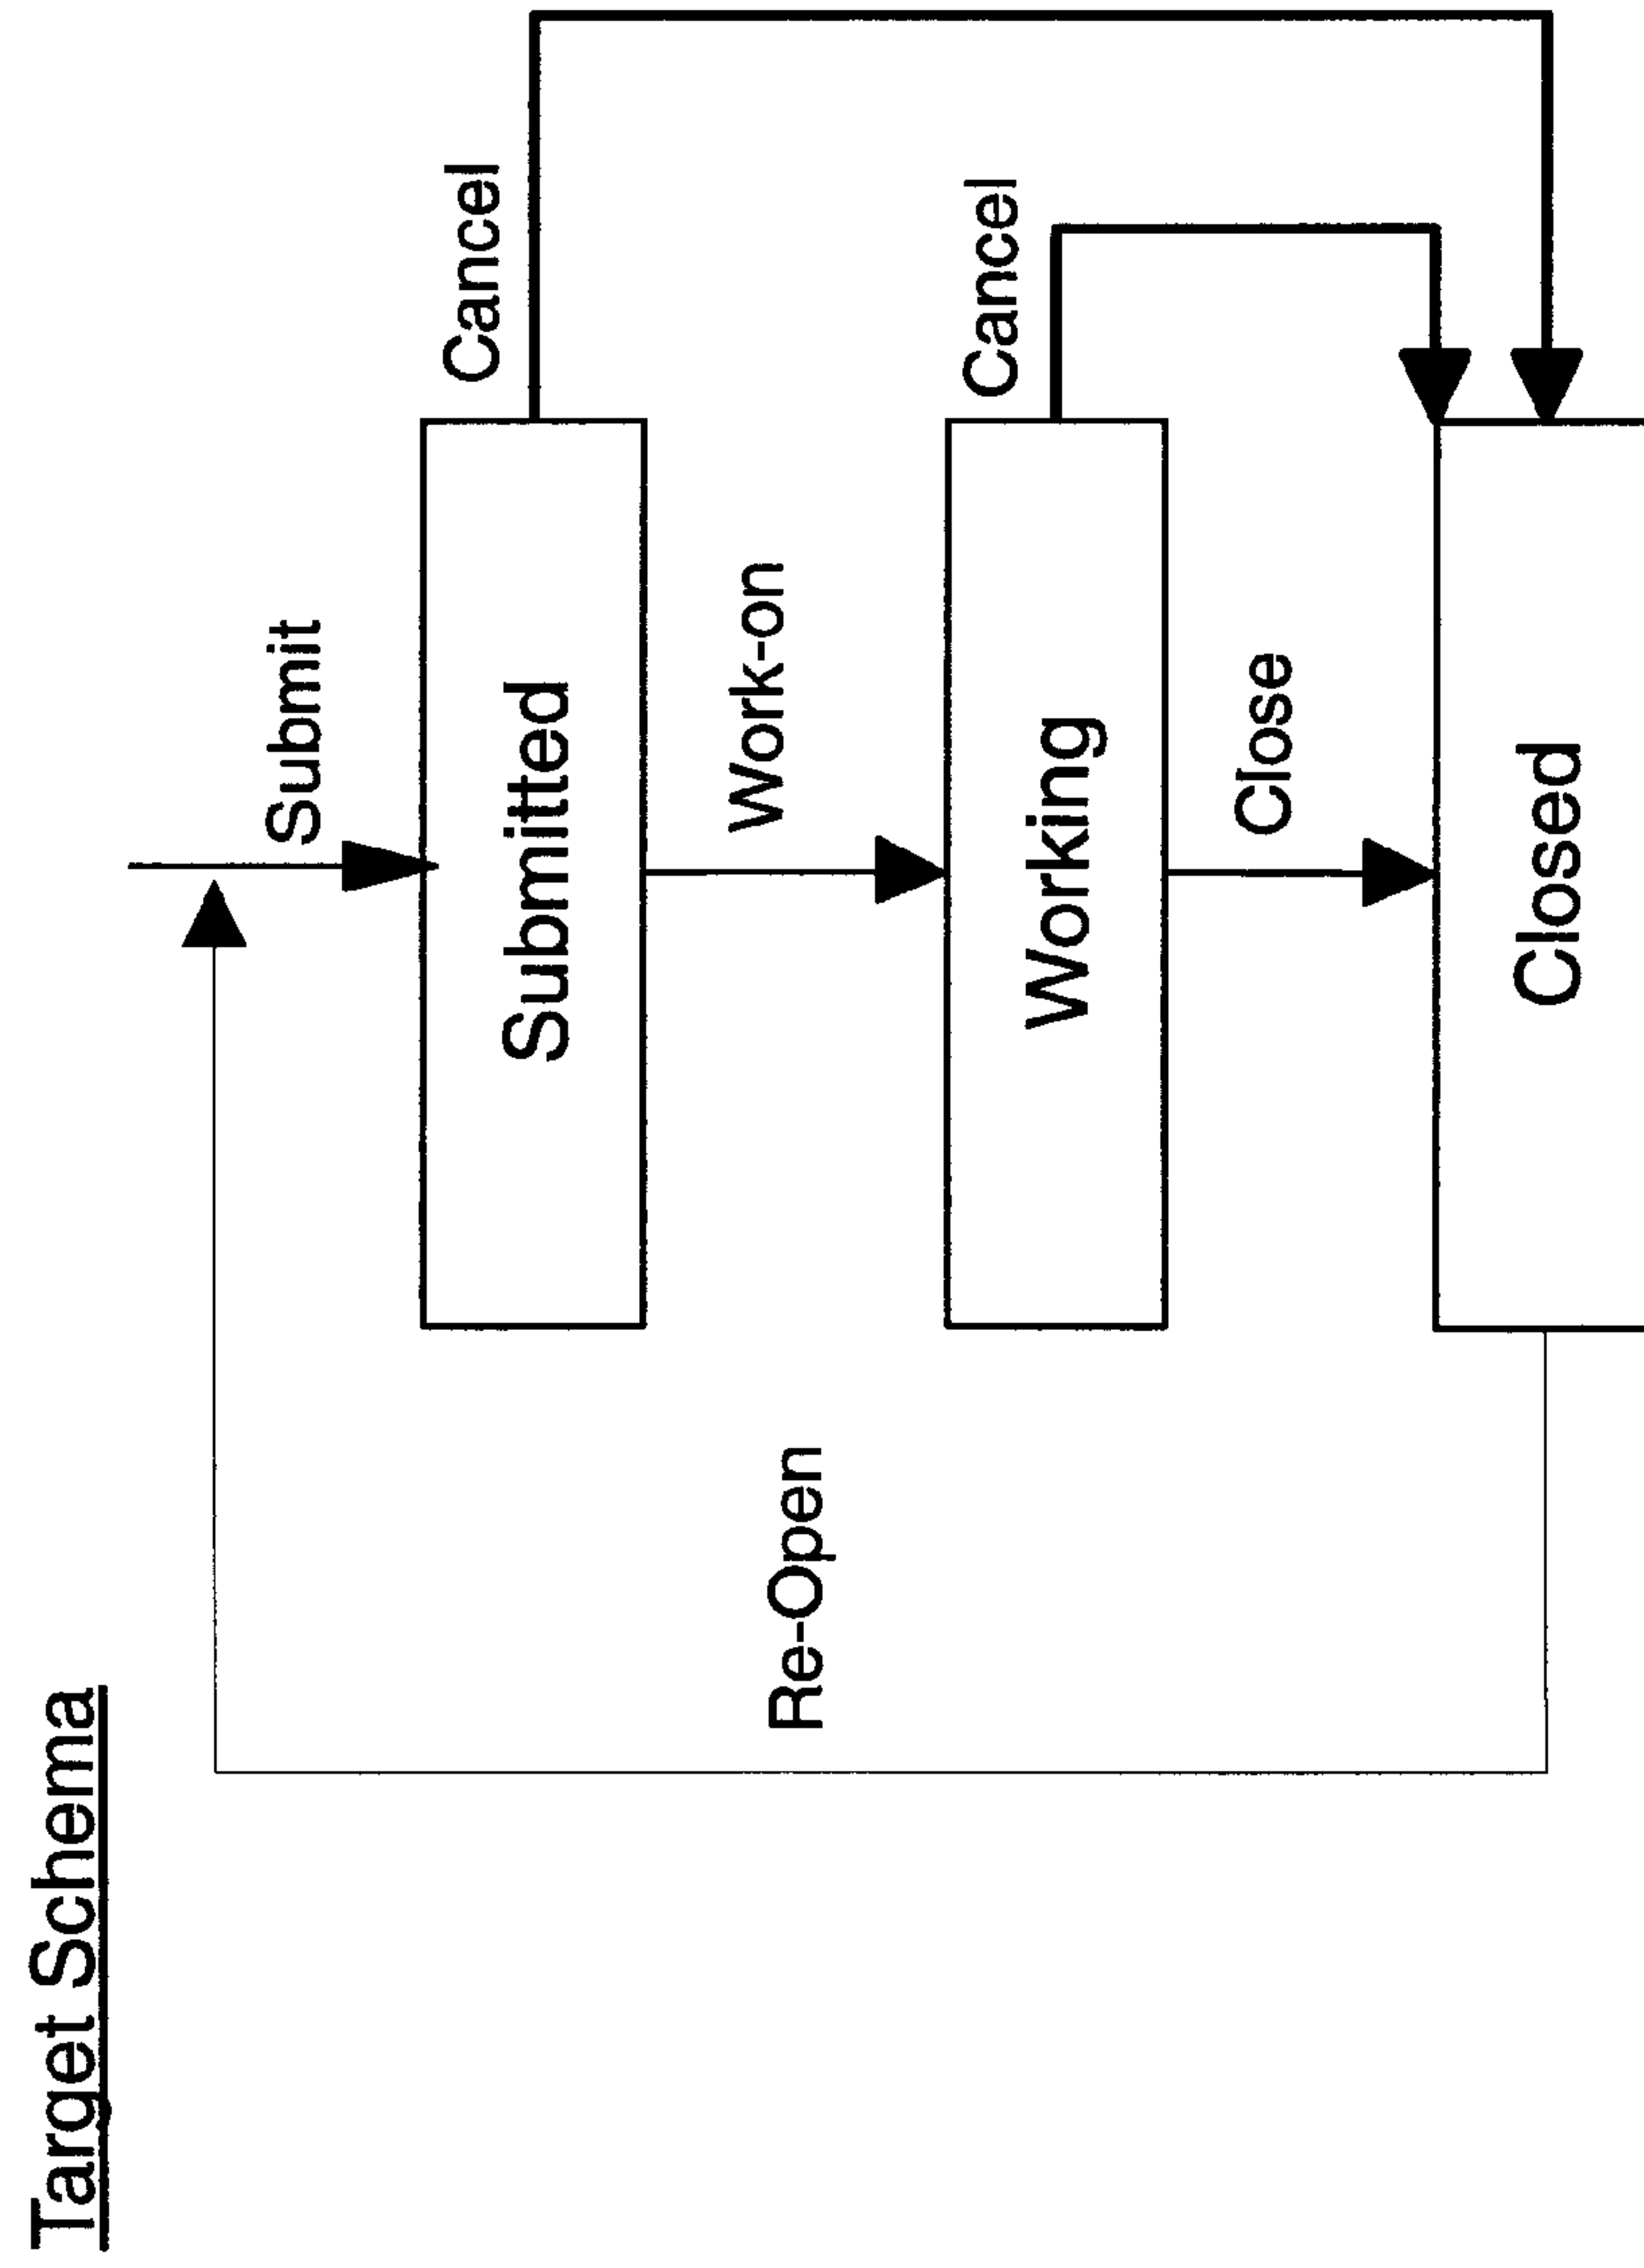 Target Schema
Submit
Submitted
Cancel
Work-on
Re-Open
Working
Cancel
Close
Closed